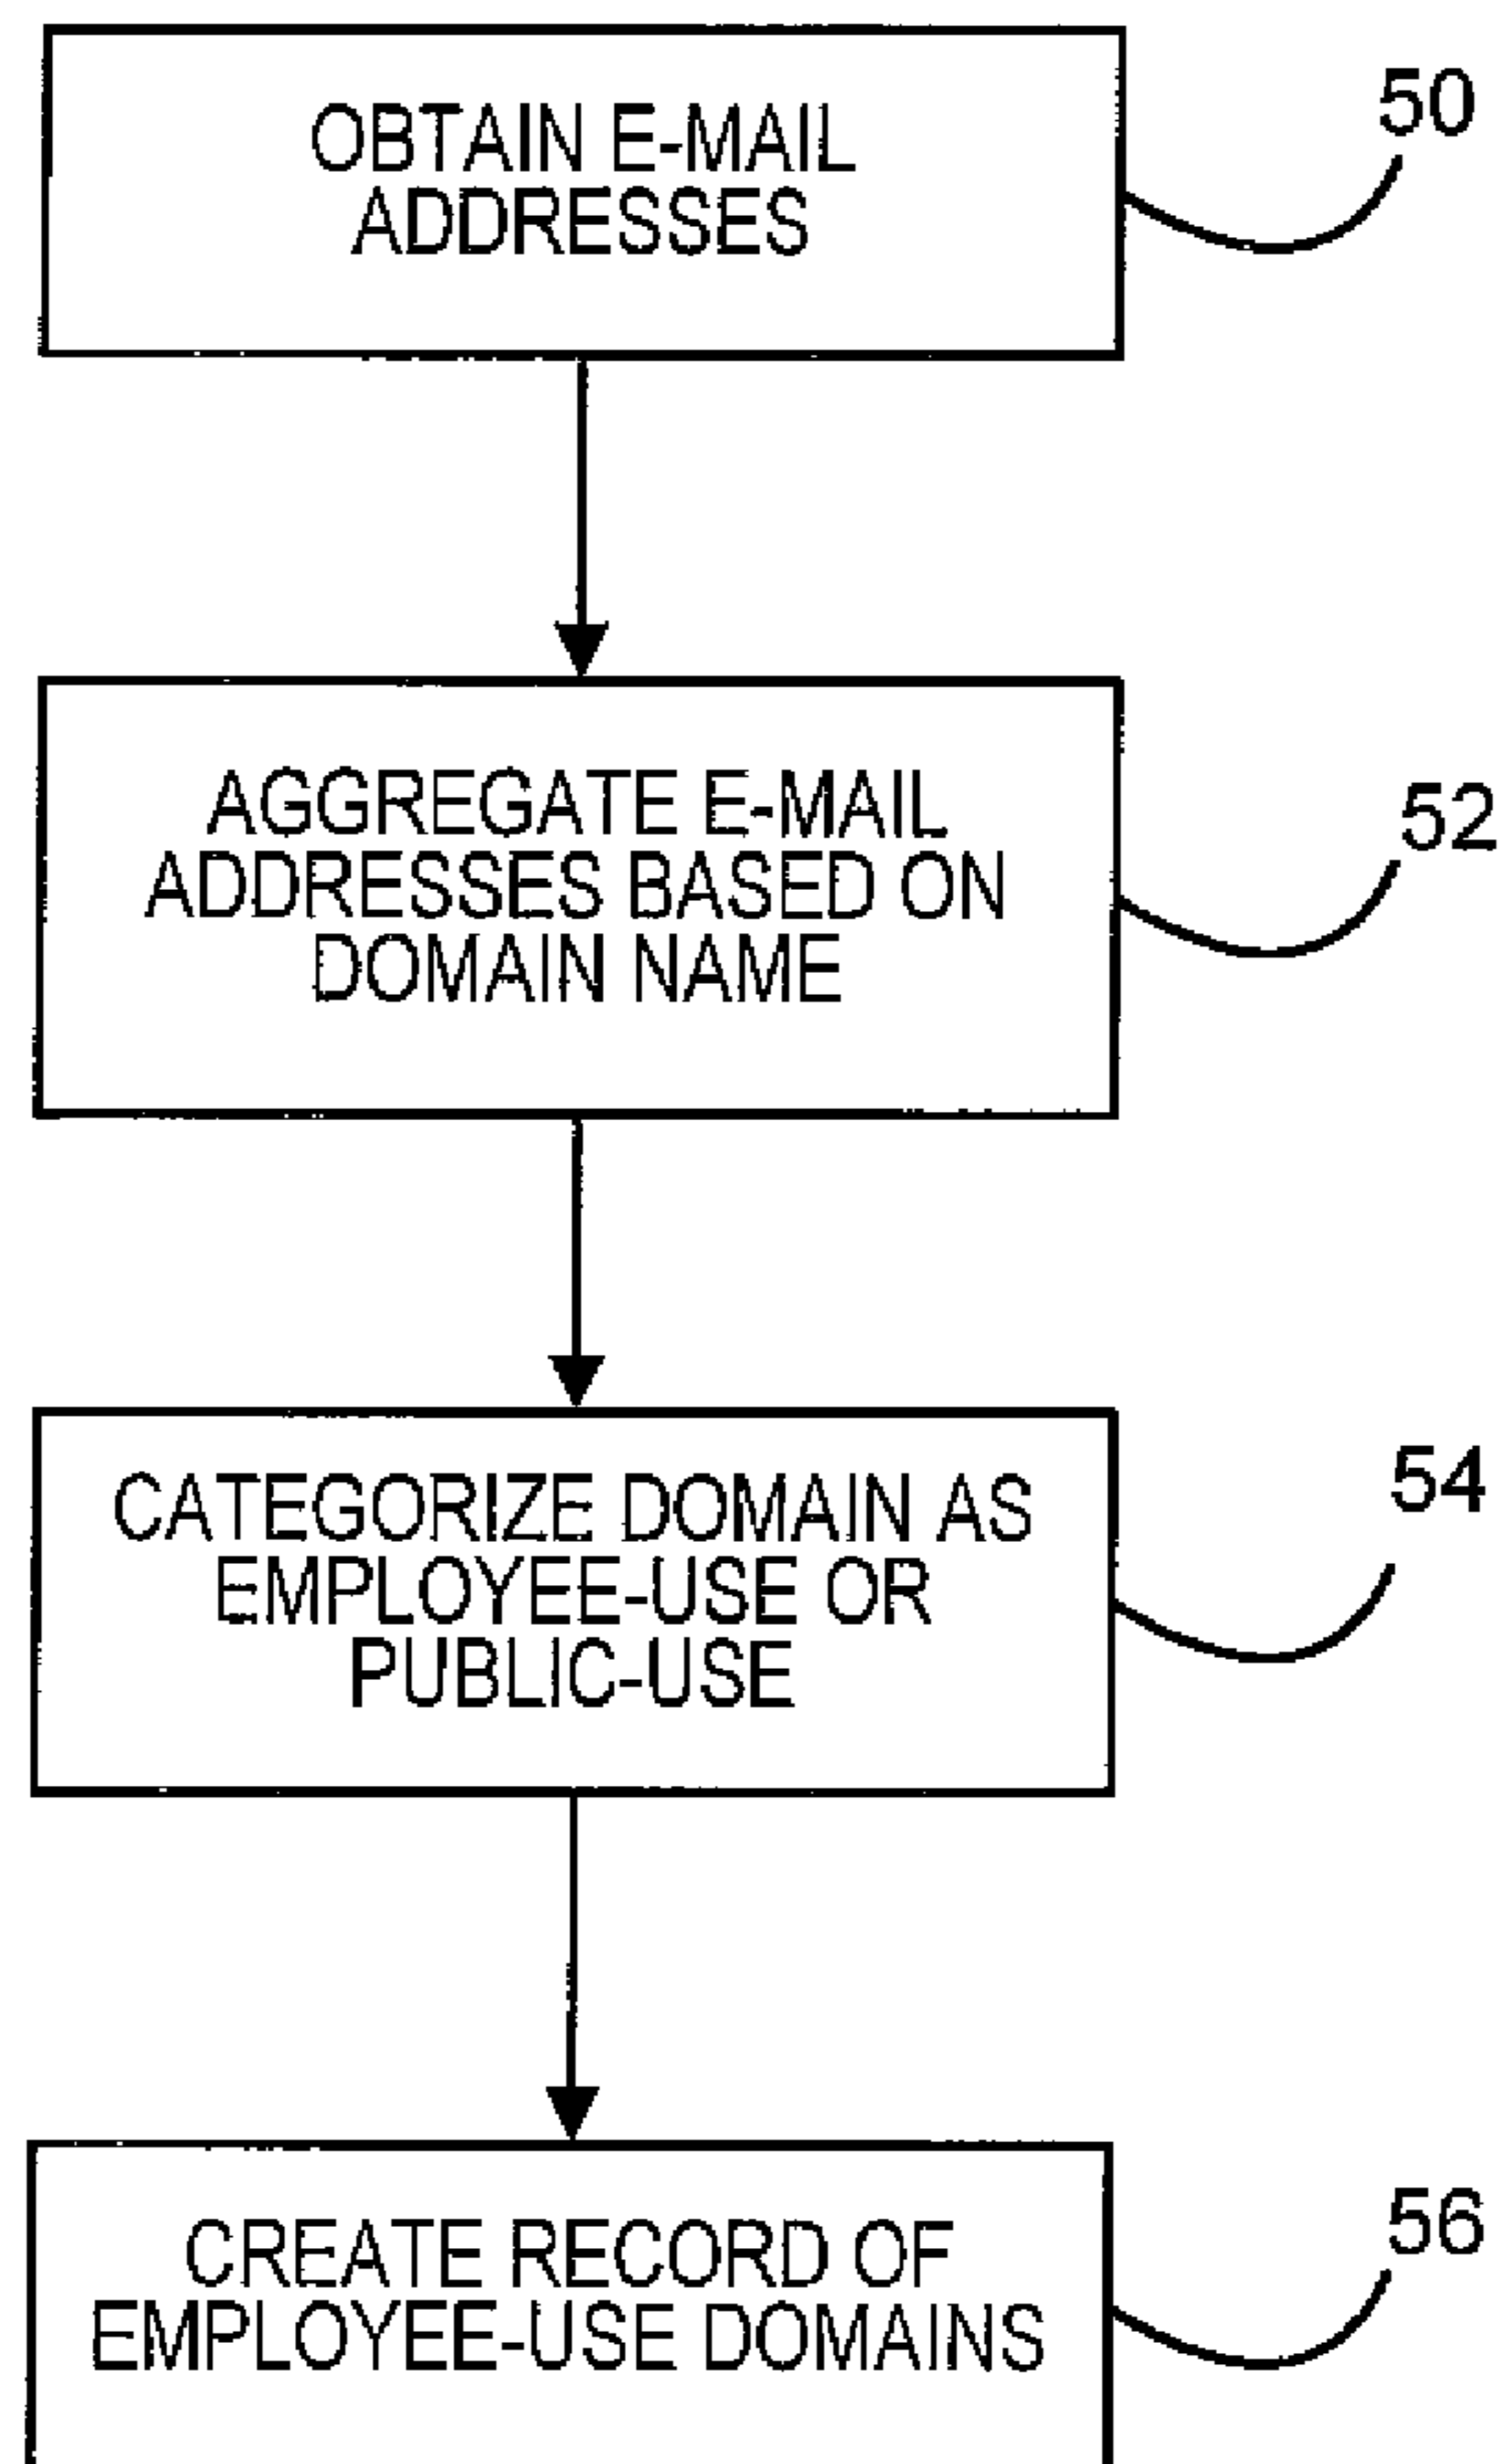 OBTAIN E-MAIL
ADDRESSES
50
AGGREGATE E-MAIL
ADDRESSES BASED ON
DOMAIN NAME
52
CATEGORIZE DOMAIN AS
EMPLOYEE-USE OR
PUBLIC-USE
54
CREATE RECORD OF
EMPLOYEE-USE DOMAINS
56